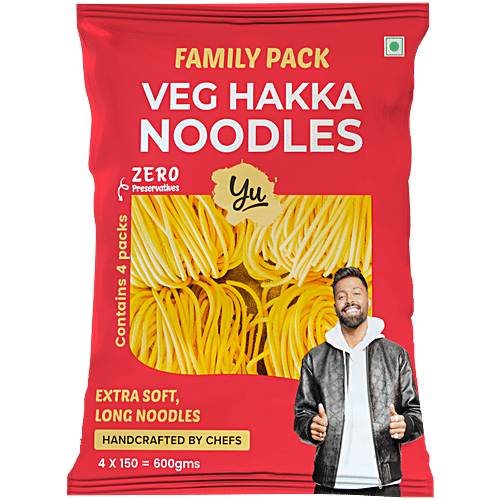 FAMILY PACK
VEG HAKKA
NOODLES
ZERO
Preservatives
Yu
Contains 4 packs
EXTRA SOFT,
LONG NOODLES
HANDCRAFTED BY CHEFS
4 X 150 = 600gms